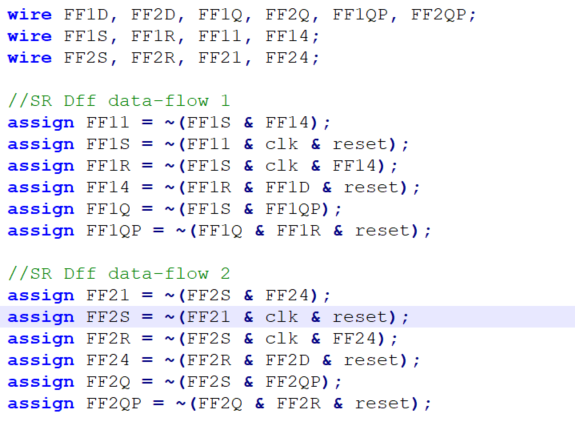 wire FF1D, FF2D, FF1Q, FF2Q, FF1QP, FF2QP;
wire FF1S, FF1R, FF11, FF14;
wire FF2S, FF2R, FF21, FF24;
//SR Dff data-flow 1
assign FF11 = ~(FF1S & FF14);
assign FF1S = ~(FF11 & clk & reset);
assign FF1R = ~(FF1S & clk & FF14);
assign FF14 = ~(FF1R & FF1D & reset);
assign FF1Q = ~(FF1S & FF1QP);
assign FF1QP = ~(FF1Q & FF1R & reset);
//SR Dff data-flow 2
assign FF21 = ~(FF2S & FF24);
assign FF2S = ~(FF21 & clk & reset);
assign FF2R = ~(FF2S & clk & FF24);
assign FF24 = ~(FF2R & FF2D & reset);
assign FF2Q = ~(FF2S & FF2QP);
assign FF2QP = ~(FF2Q & FF2R & reset);